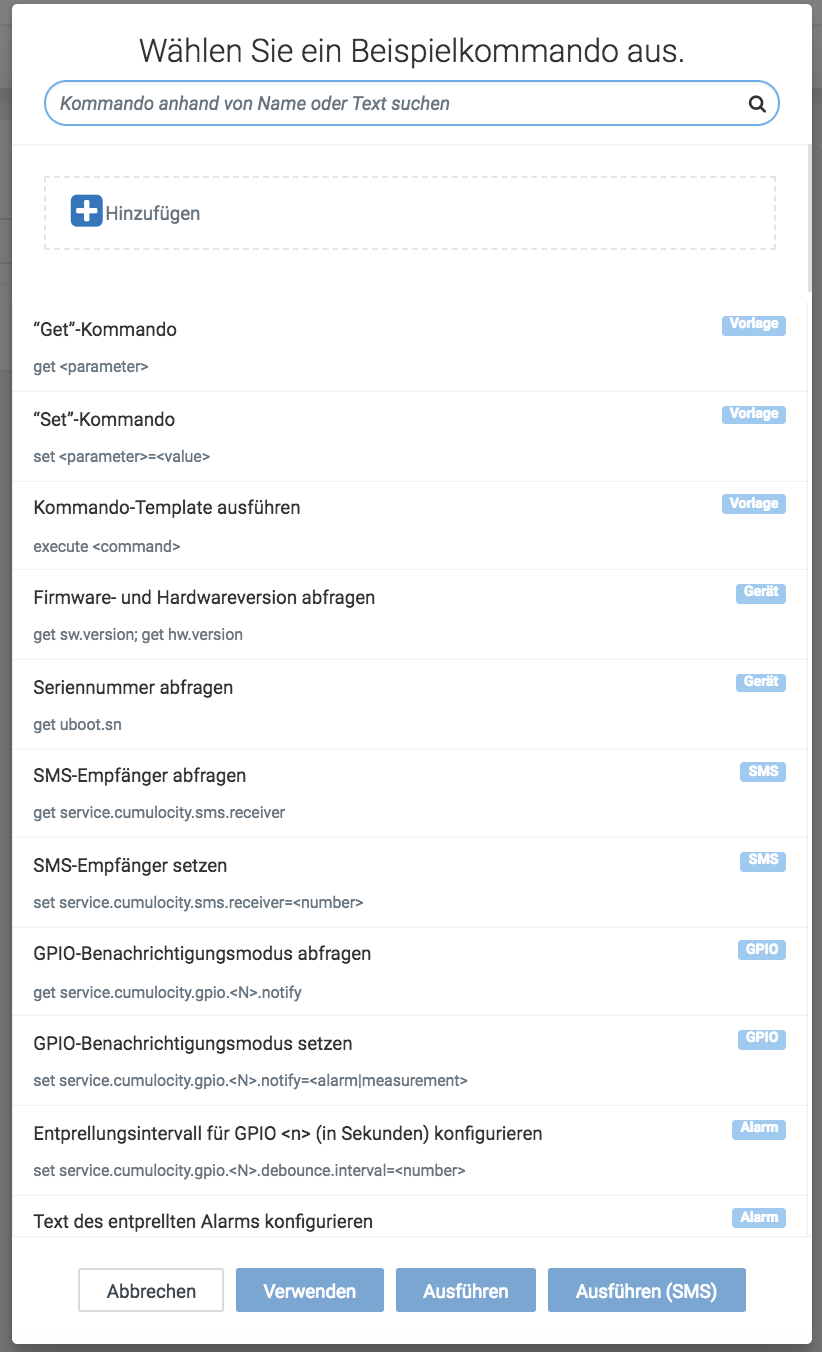 Wählen Sie ein Beispielkommando aus.
Kommando anhand von Name oder Text suchen
Hinzufügen
“Get”-Kommando
Vorlage
get <parameter>
“Set”-Kommando
Vorlage
set <parameter>=<value>
Kommando-Template ausführen
Vorlage
execute <command>
Firmware- und Hardwareversion abfragen
Gerät
get sw.version; get hw.version
Seriennummer abfragen
Gerät
get uboot.sn
SMS-Empfänger abfragen
SMS
get service.cumulocity.sms.receiver
SMS-Empfänger setzen
SMS
set service.cumulocity.sms.receiver=<number>
GPIO-Benachrichtigungsmodus abfragen
GPIO
get service.cumulocity.gpio.<N>.notify
GPIO-Benachrichtigungsmodus setzen
GPIO
set service.cumulocity.gpio.<N>.notify=<alarm|measurement>
Entprellungsintervall für GPIO <n> (in Sekunden) konfigurieren
Alarm
set service.cumulocity.gpio.<N>.debounce.interval=<number>
Text des entprellten Alarms konfigurieren
Alarm
Abbrechen
Verwenden
Ausführen
Ausführen (SMS)